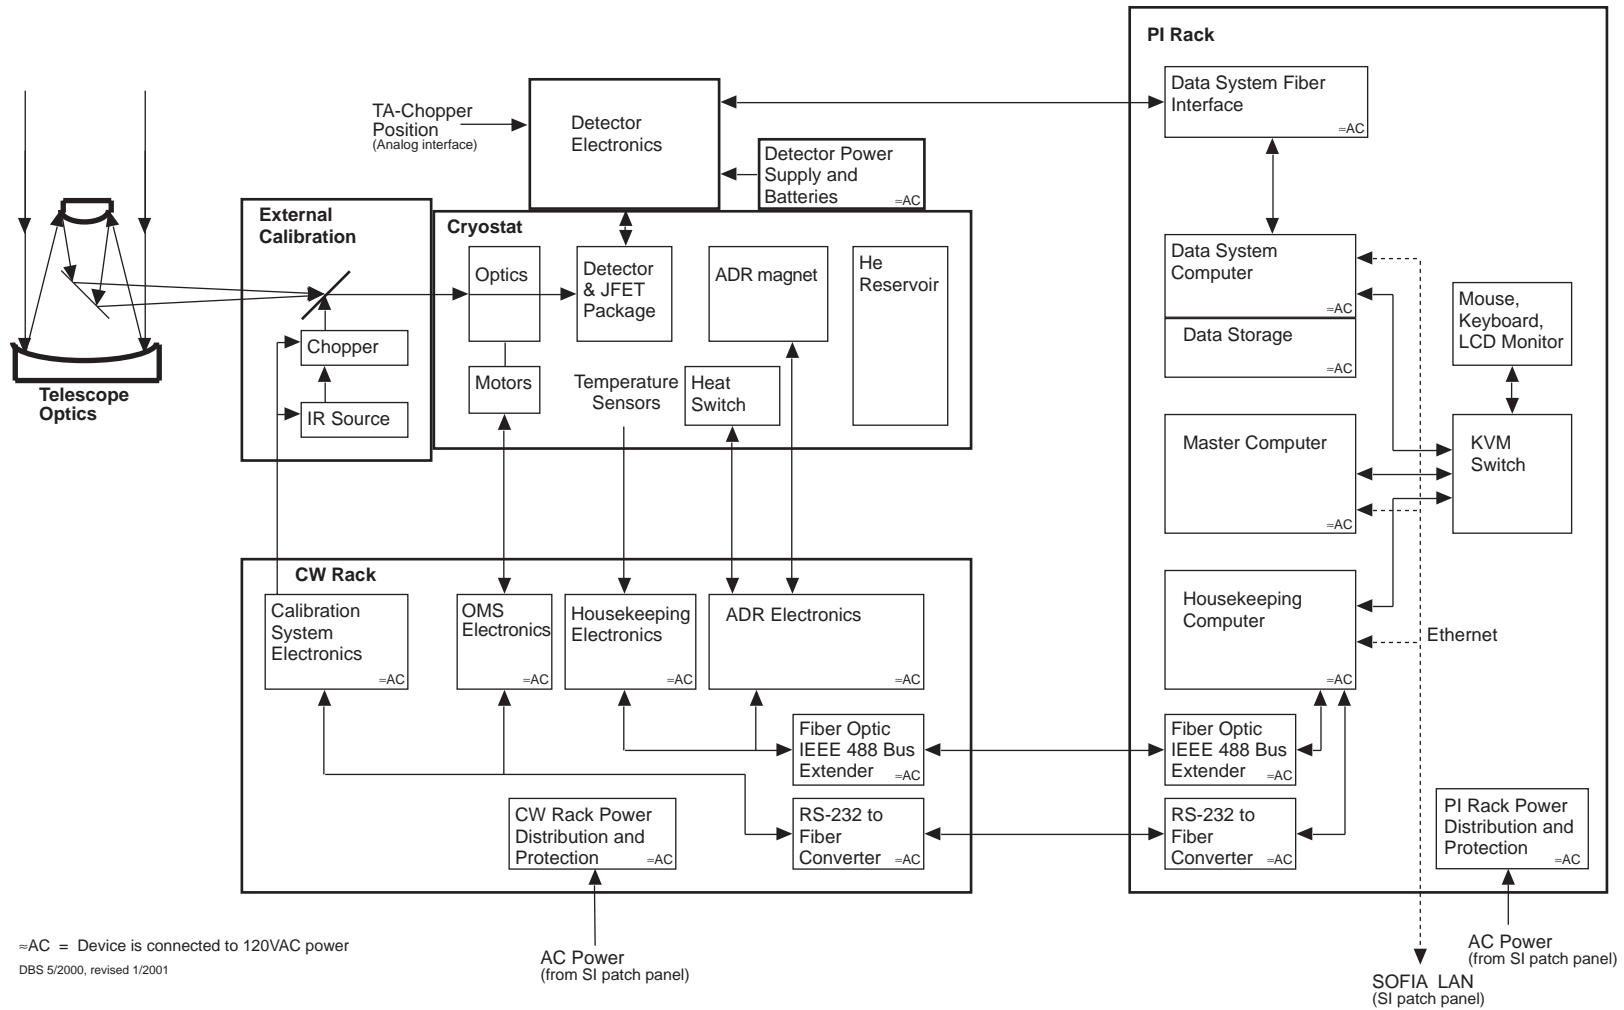 PI Rack
Data System Fiber
Interface
≈AC
TA-Chopper
Position
(Analog interface)
Detector
Electronics
Detector Power
Supply and
Batteries
≈AC
External
Calibration
Cryostat
Optics
Detector
& JFET
Package
ADR magnet
He
Reservoir
Data System
Computer
≈AC
Data Storage
≈AC
Mouse,
Keyboard,
LCD Monitor
Chopper
IR Source
Motors
Temperature
Sensors
Heat
Switch
Telescope
Optics
Master Computer
≈AC
KVM
Switch
CW Rack
Calibration
System
Electronics
≈AC
OMS
Electronics
≈AC
Housekeeping
Electronics
≈AC
ADR Electronics
≈AC
Housekeeping
Computer
≈AC
Ethernet
Fiber Optic
IEEE 488 Bus
Extender
≈AC
Fiber Optic
IEEE 488 Bus
Extender
≈AC
CW Rack Power
Distribution and
Protection
≈AC
RS-232 to
Fiber
Converter
≈AC
RS-232 to
Fiber
Converter
≈AC
PI Rack Power
Distribution and
Protection
≈AC
≈AC = Device is connected to 120VAC power
DBS 5/2000, revised 1/2001
AC Power
(from SI patch panel)
AC Power
(from SI patch panel)
SOFIA LAN
(SI patch panel)